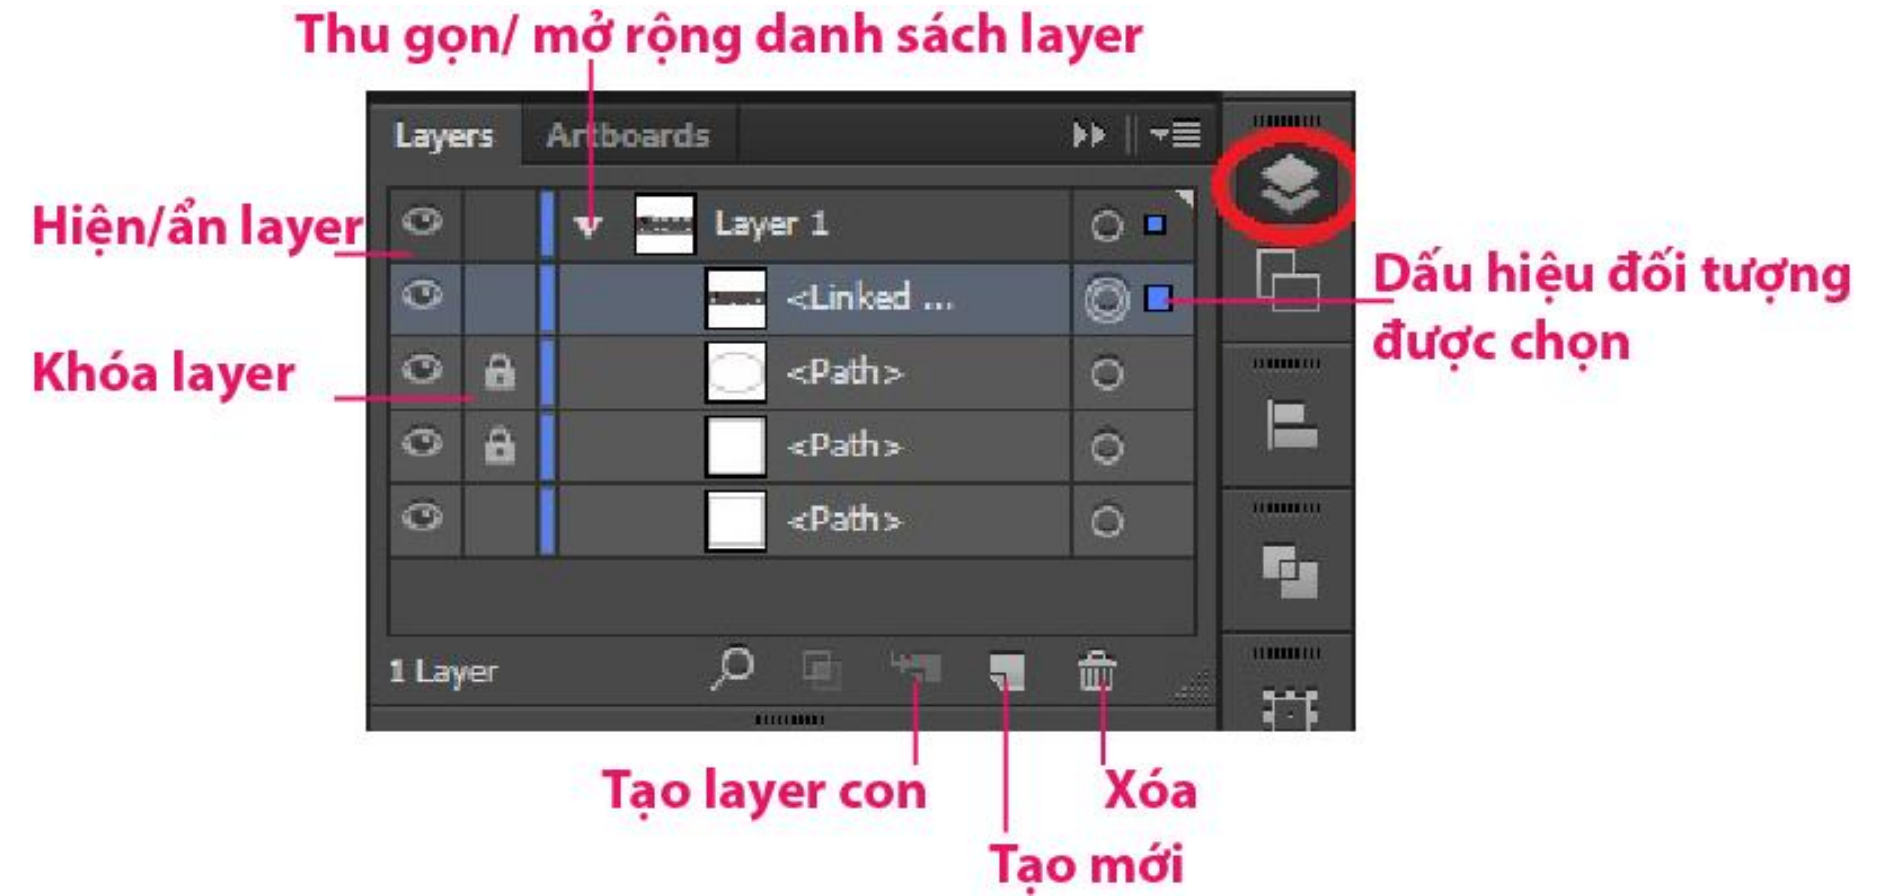 Thu gọn/ mở rộng danh sách layer
Layers
Artboards
Hiện/ẩn layer
Layer 1
<Linked ...
Dấu hiệu đối tượng
được chọn
Khóa layer
<Path>
<Path>
<Path>
1 Layer
Tạo layer con
Xóa
Tạo mới